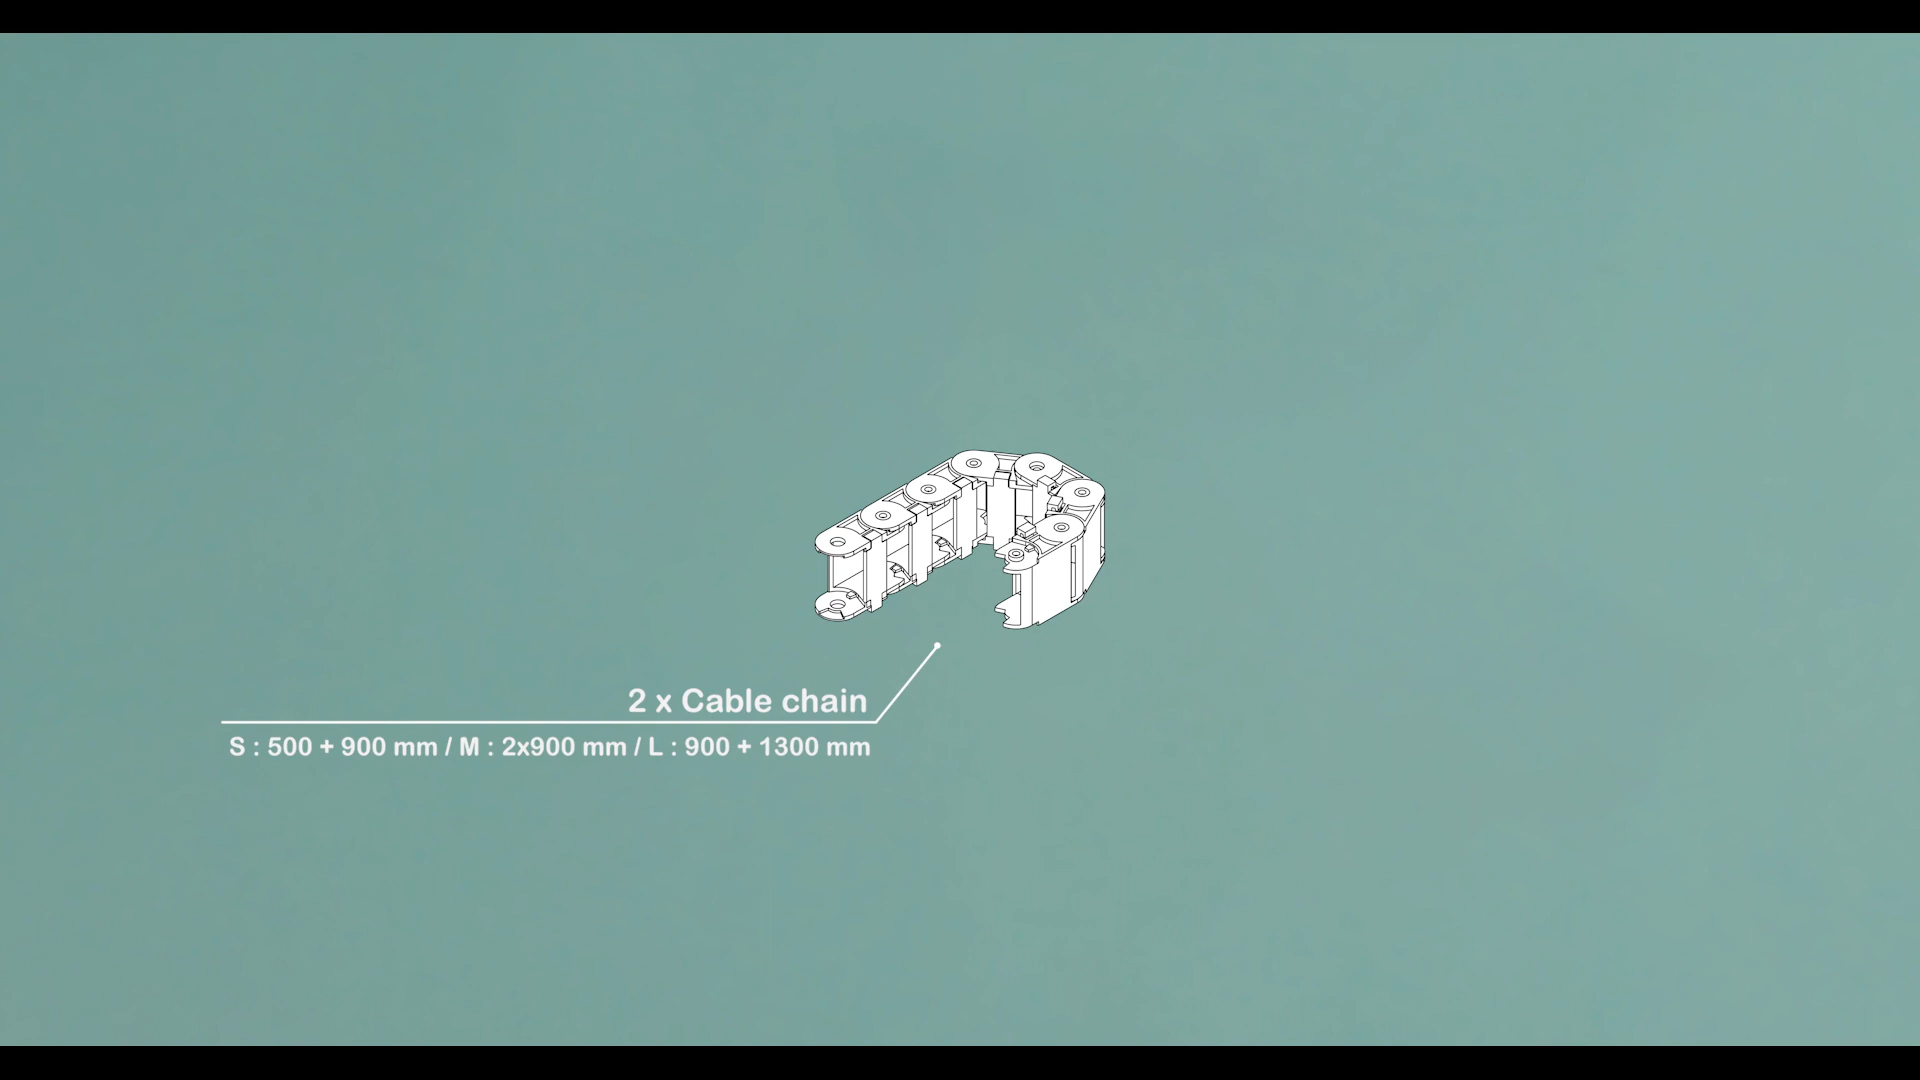 2 x Cable chain
S : 500 + 900 mm / M : 2x900 mm / L : 900 + 1300 mm